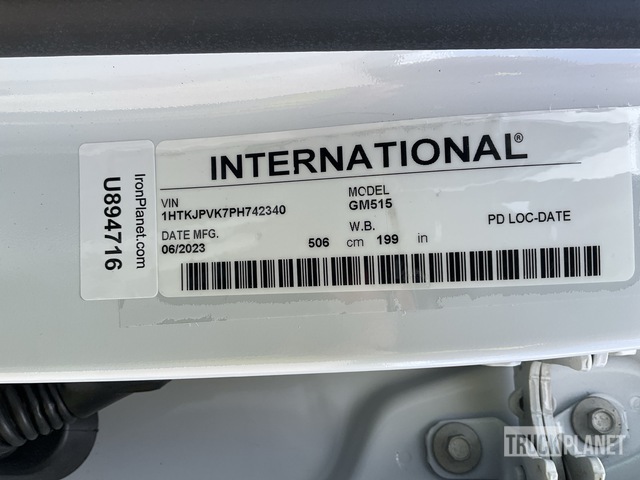 INTERNATIONAL®
VIN
1HTKJPVK7PH742340
MODEL
GM515
DATE MFG.
06/2023
W.B.
506 cm 199 in
PD LOC-DATE
IronPlanet.com
U894716
TRUCKPLANET